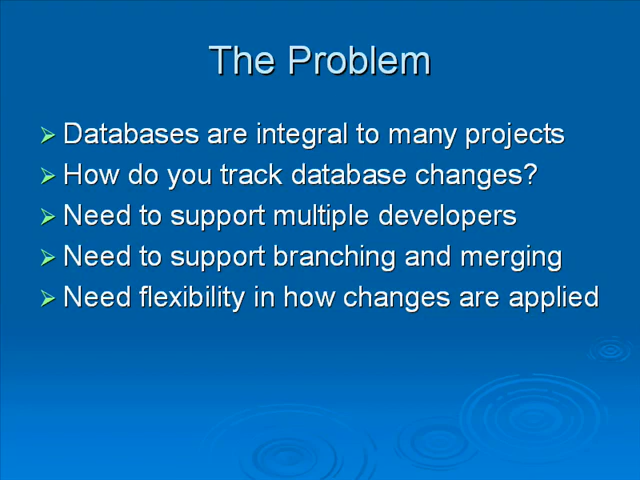 The Problem
Databases are integral to many projects
How do you track database changes?
Need to support multiple developers
Need to support branching and merging
Need flexibility in how changes are applied